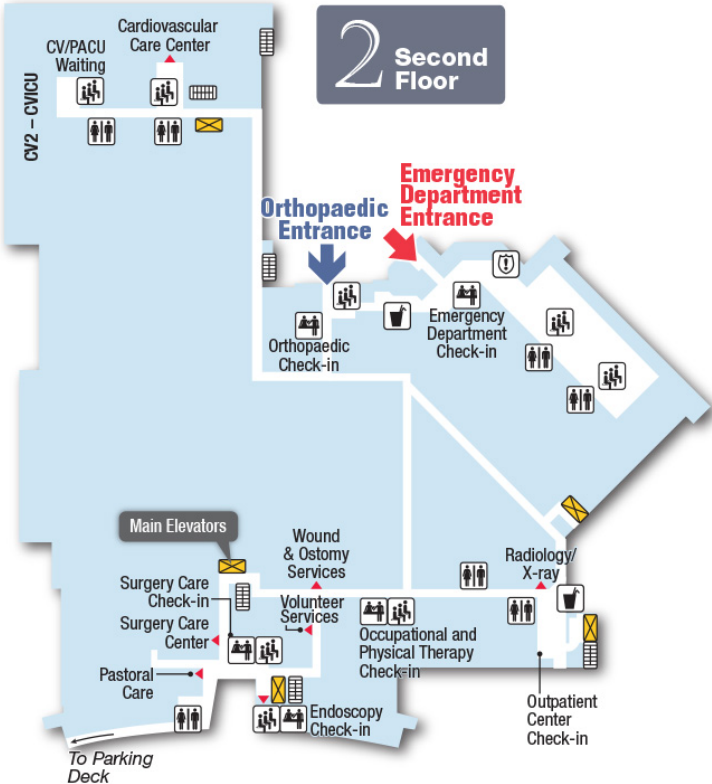 Cardiovascular
Care Center
CV/PACU
Waiting
2 Second
Floor
CV2 – CVICU
Emergency
Department
Entrance
Orthopaedic
Entrance
Emergency
Department
Check-in
Orthopaedic
Check-in
Main Elevators
Wound
& Ostomy
Services
Radiology/
X-ray
Surgery Care
Check-in
Volunteer
Services
Surgery Care
Center
Occupational and
Physical Therapy
Check-in
Pastoral
Care
Endoscopy
Check-in
Outpatient
Center
Check-in
To Parking
Deck